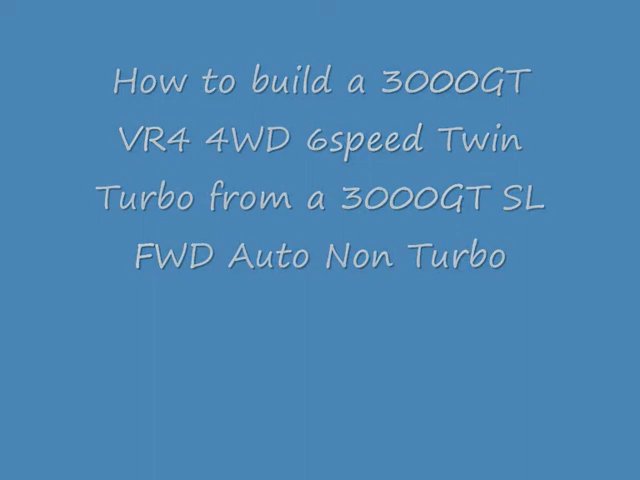 How to build a 3000GT
VR4 4WD 6speed Twin
Turbo from a 3000GT SL
FWD Auto Non Turbo